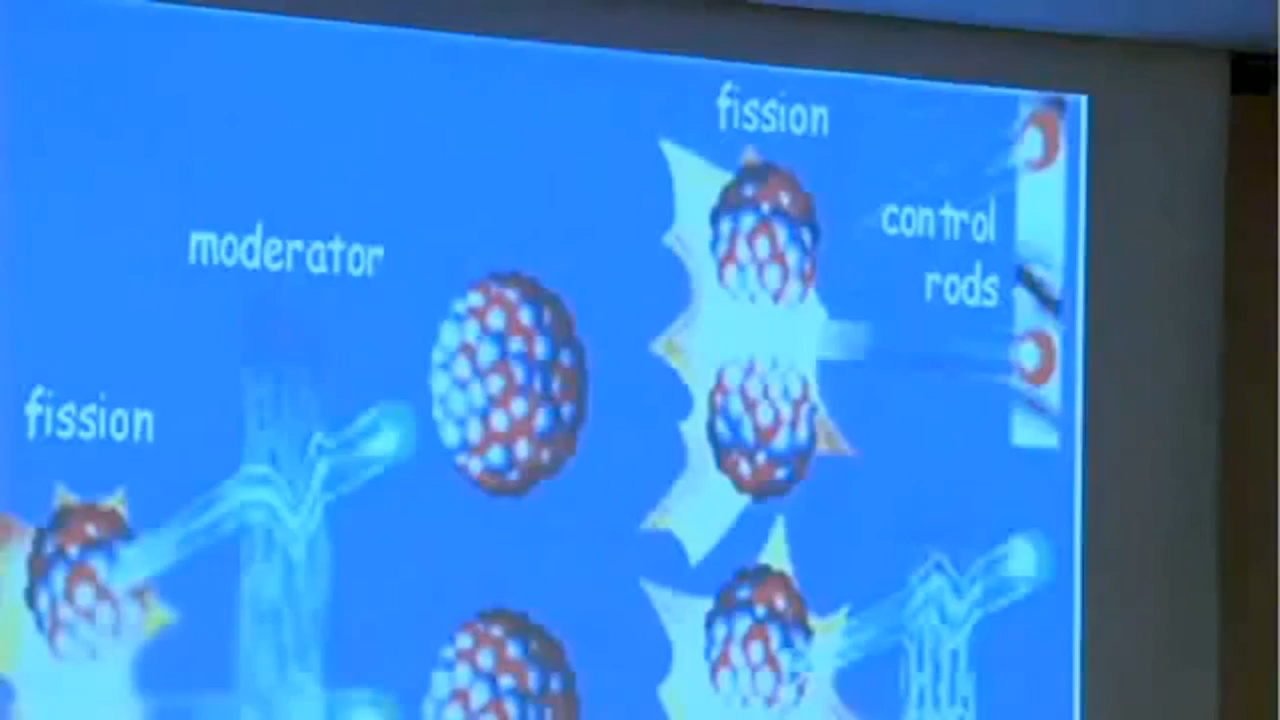 fission
moderator
control
rods
fission